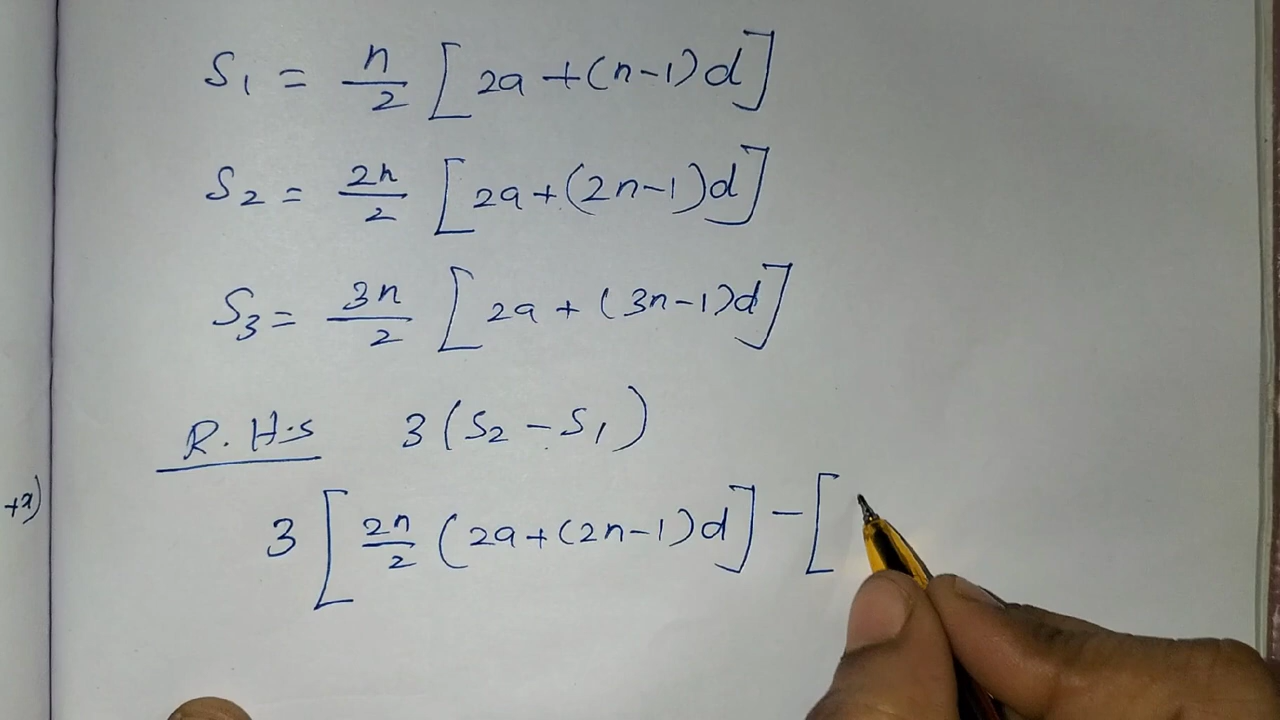 S₁ = n/2 [2a + (n-1)d]
S₂ = 2n/2 [2a + (2n-1)d]
S₃ = 3n/2 [2a + (3n-1)d]
R.H.S 3(S₂ - S₁)
+2)
3 [2n/2 (2a + (2n-1)d] - [